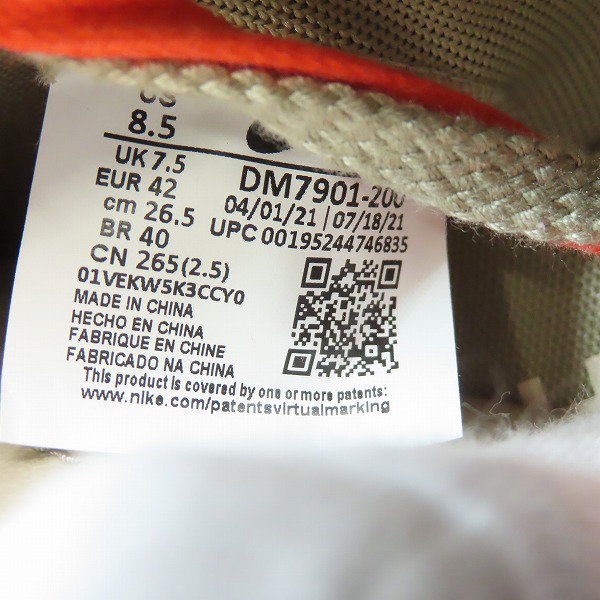 US
8.5
UK 7.5
EUR 42
cm 26.5
BR 40
CN 265(2.5)
01VEKW5K3CCY0
MADE IN CHINA
HECHO EN CHINA
FABRIQUE EN CHINE
FABRICADO NA CHINA
DM7901-200
04/01/21 | 07/18/21
UPC 00195244746835
This product is covered by one or more patents:
www.nike.com/patentsvirtualmarking